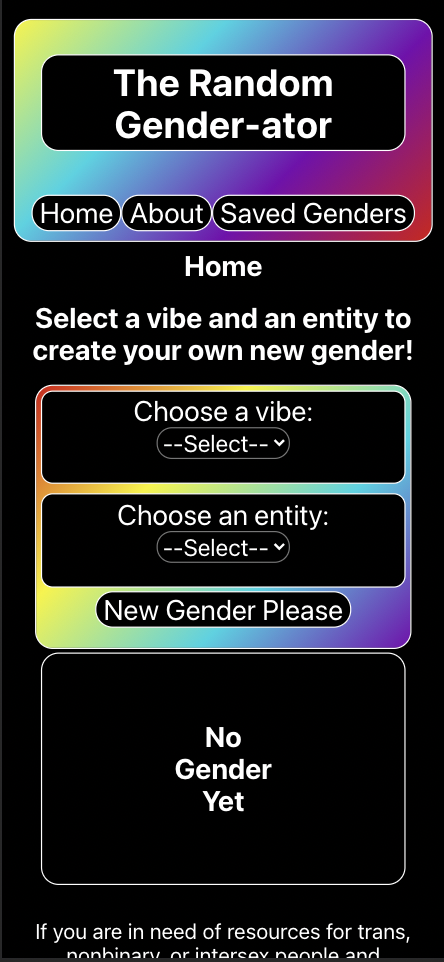 The Random
Gender-ator
Home About Saved Genders
Home
Select a vibe and an entity to
create your own new gender!
Choose a vibe:
--Select--
Choose an entity:
--Select--
New Gender Please
No
Gender
Yet
If you are in need of resources for trans,
nonbinary, or intersex people and